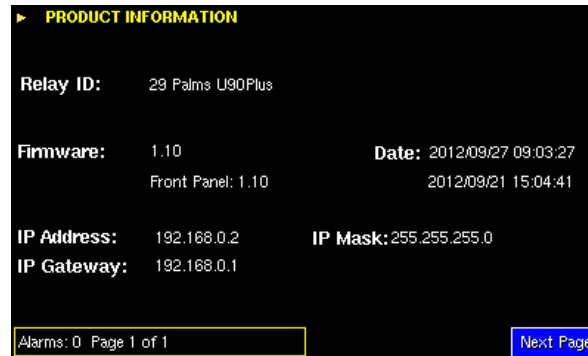 PRODUCT INFORMATION
Relay ID: 29 Palms U90Plus
Firmware: 1.10 Date: 2012/09/27 09:03:27
Front Panel: 1.10 2012/09/21 15:04:41
IP Address: 192.168.0.2 IP Mask: 255.255.255.0
IP Gateway: 192.168.0.1
Alarms: 0 Page 1 of 1 Next Page